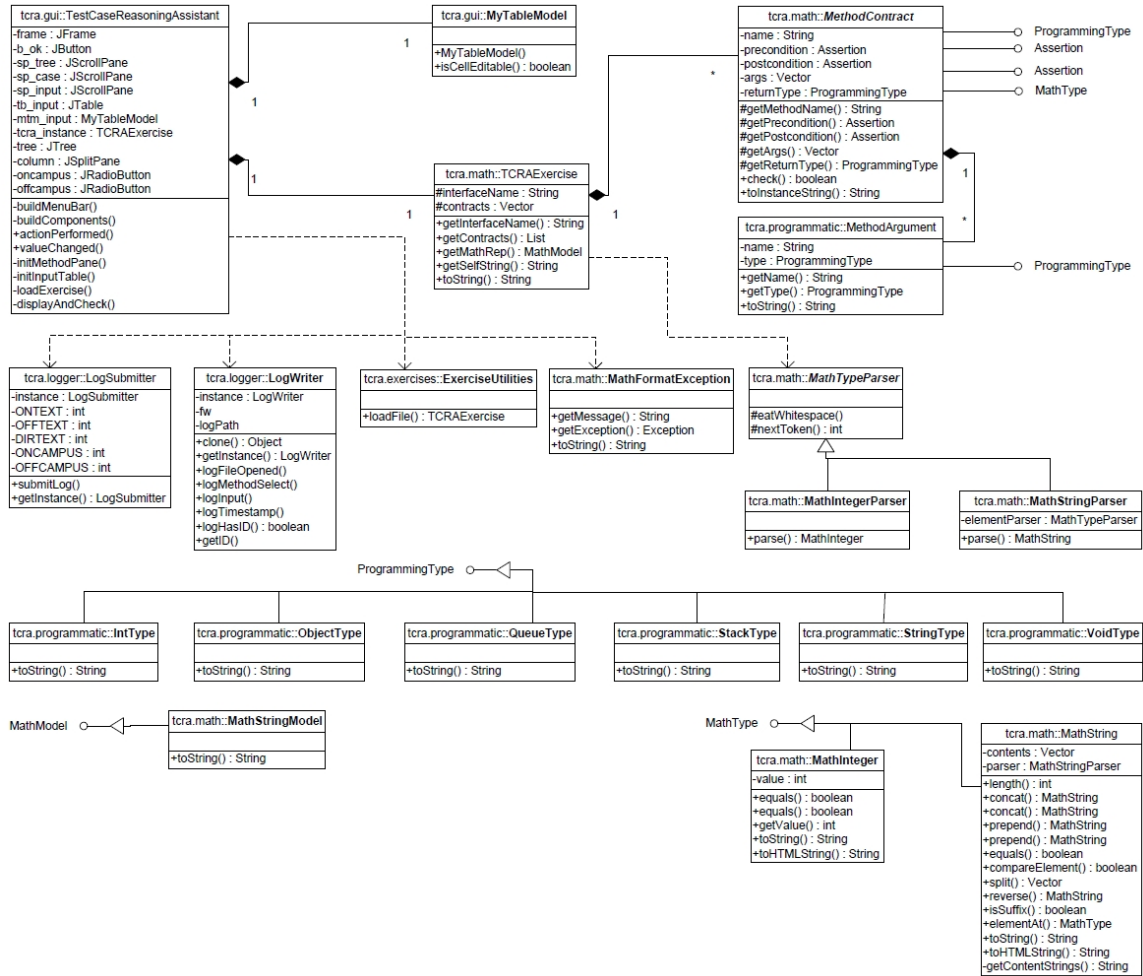 tcra.gui::TestCaseReasoningAssistant
-frame : JFrame
-b_ok : JButton
-sp_tree : JScrollPane
-sp_case : JScrollPane
-sp_input : JScrollPane
-tb_input : JTable
-mtm_input : MyTableModel
-tcra_instance : TCRAExercise
-tree : JTree
-column : JSplitPane
-oncampus : JRadioButton
-offcampus : JRadioButton
-buildMenuBar()
-buildComponents()
+actionPerformed()
+valueChanged()
-initMethodPane()
-initInputTable()
-loadExercise()
-displayAndCheck()
1
1
tcra.gui::MyTableModel
+MyTableModel()
+isCellEditable() : boolean
1
1
tcra.math::TCRAExercise
#interfaceName : String
#contracts : Vector
+getInterfaceName() : String
+getContracts() : List
+getMathRep() : MathModel
+getSelfString() : String
+toString() : String
1
*
tcra.math::MethodContract
-name : String
-precondition : Assertion
-postcondition : Assertion
-args : Vector
-returnType : ProgrammingType
#getMethodName() : String
#getPrecondition() : Assertion
#getPostcondition() : Assertion
#getArgs() : Vector
#getReturnType() : ProgrammingType
+check() : boolean
+toInstanceString() : String
ProgrammingType
Assertion
Assertion
MathType
1
*
tcra.programmatic::MethodArgument
-name : String
-type : ProgrammingType
+getName() : String
+getType() : ProgrammingType
+toString() : String
ProgrammingType
tcra.logger::LogSubmitter
-instance : LogSubmitter
-ONTEXT : int
-OFFTEXT : int
-DIRTEXT : int
-ONCAMPUS : int
-OFFCAMPUS : int
+submitLog()
+getInstance() : LogSubmitter
tcra.logger::LogWriter
-instance : LogWriter
-fw
-logPath
+clone() : Object
+getInstance() : LogWriter
+logFileOpened()
+logMethodSelect()
+logInput()
+logTimestamp()
+logHasID() : boolean
+getID()
tcra.exercises::ExerciseUtilities
+loadFile() : TCRAExercise
tcra.math::MathFormatException
+getMessage() : String
+getException() : Exception
+toString() : String
tcra.math::MathTypeParser
#eatWhitespace()
#nextToken() : int
tcra.math::MathIntegerParser
+parse() : MathInteger
tcra.math::MathStringParser
-elementParser : MathTypeParser
+parse() : MathString
ProgrammingType
tcra.programmatic::IntType
+toString() : String
tcra.programmatic::ObjectType
+toString() : String
tcra.programmatic::QueueType
+toString() : String
tcra.programmatic::StackType
+toString() : String
tcra.programmatic::StringType
+toString() : String
tcra.programmatic::VoidType
+toString() : String
MathModel
tcra.math::MathStringModel
+toString() : String
MathType
tcra.math::MathInteger
-value : int
+equals() : boolean
+equals() : boolean
+getValue() : int
+toString() : String
+toHTMLString() : String
tcra.math::MathString
-contents : Vector
-parser : MathStringParser
+length() : int
+concat() : MathString
+concat() : MathString
+prepend() : MathString
+prepend() : MathString
+equals() : boolean
+compareElement() : boolean
+split() : Vector
+reverse() : MathString
+isSuffix() : boolean
+elementAt() : MathType
+toString() : String
+toHTMLString() : String
-getContentStrings() : String